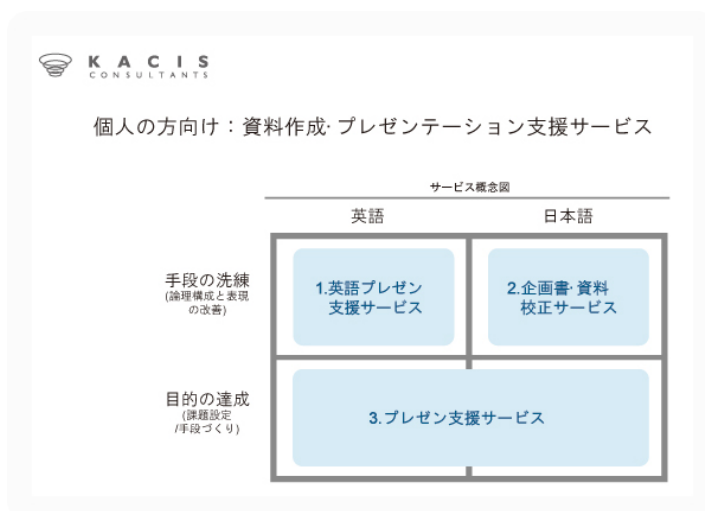 KACIS
CONSULTANTS
個人の方向け：資料作成･プレゼンテーション支援サービス
サービス概念図
英語
日本語
手段の洗練
(論理構成と表現
の改善)
1.英語プレゼン
支援サービス
2.企画書･資料
校正サービス
目的の達成
(課題設定
/手段づくり)
3.プレゼン支援サービス